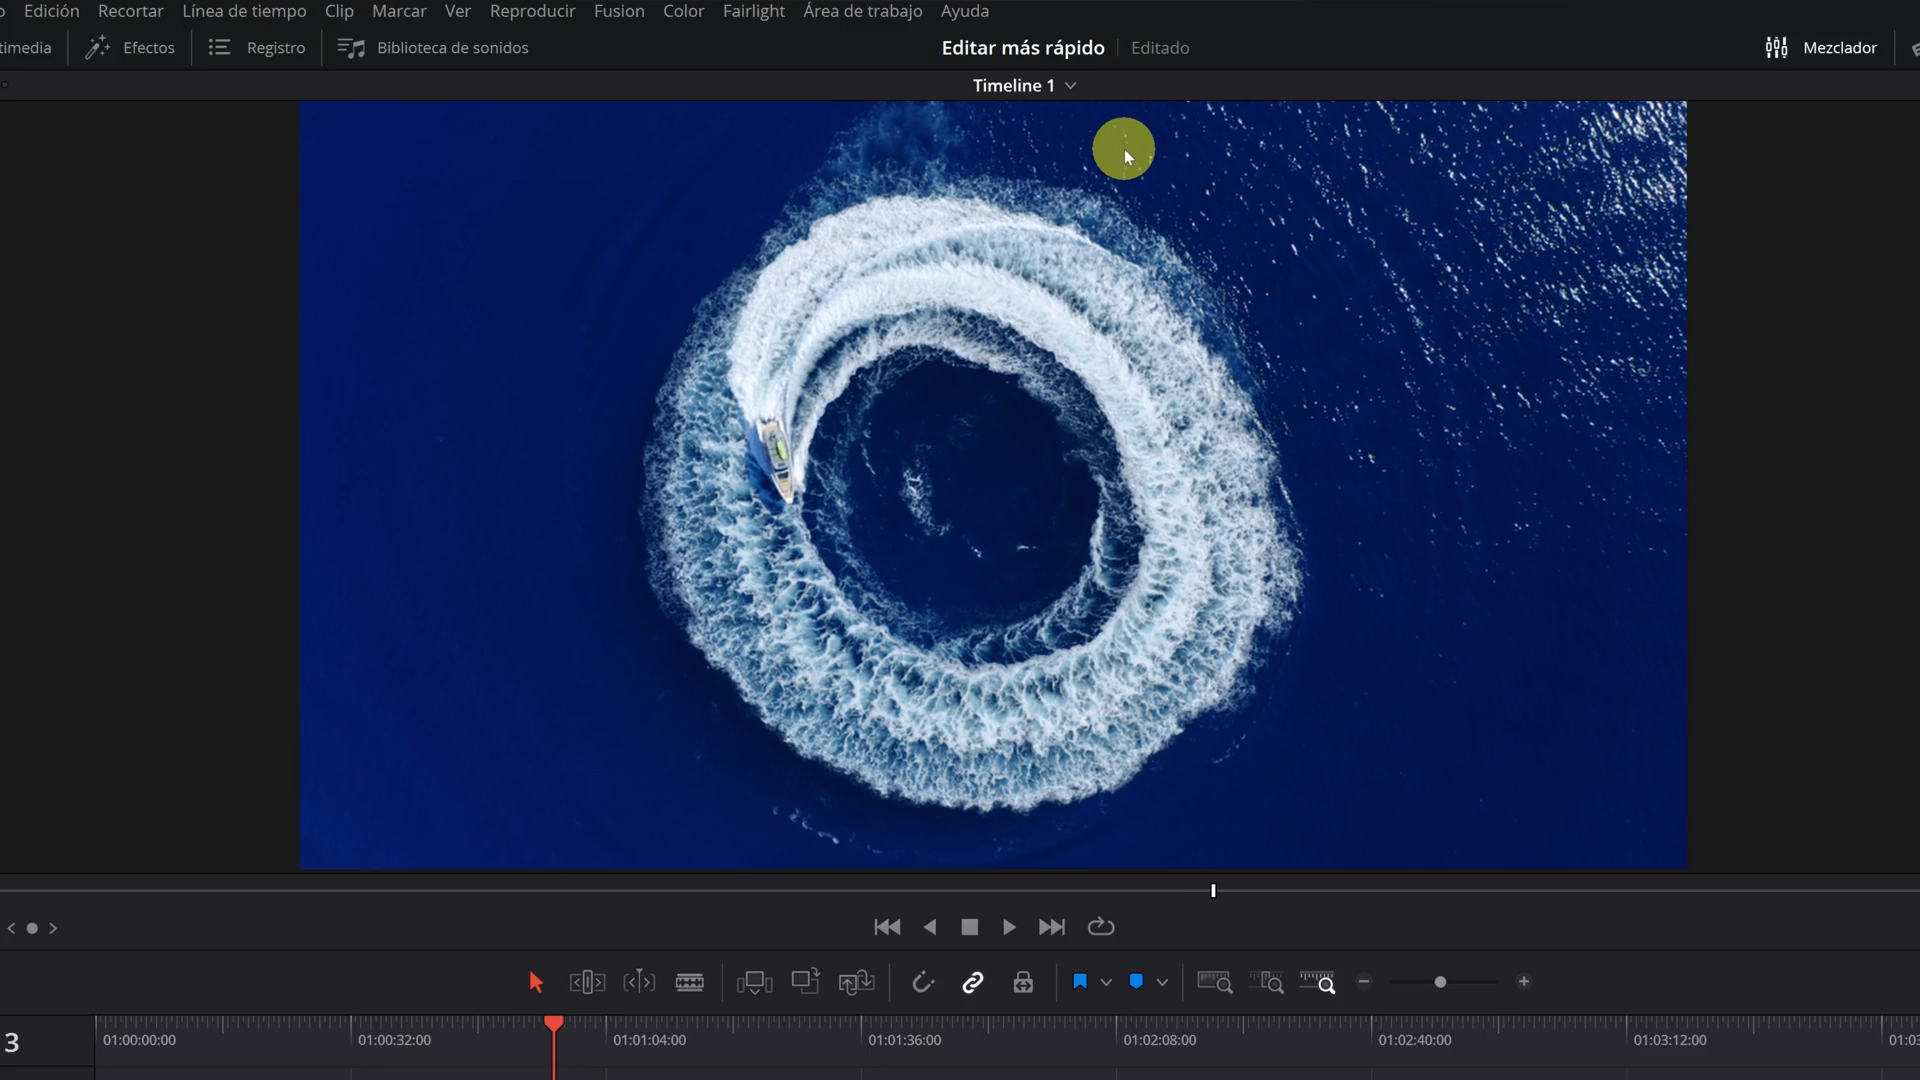 Edición Recortar Línea de tiempo Clip Marcar Ver Reproducir Fusion Color Fairlight Área de trabajo Ayuda
timedia Efectos Registro Biblioteca de sonidos Editar más rápido Editado Mezclador
Timeline 1
3 01:00:00:00 01:00:32:00 01:01:04:00 01:01:36:00 01:02:08:00 01:02:40:00 01:03:12:00 01:03